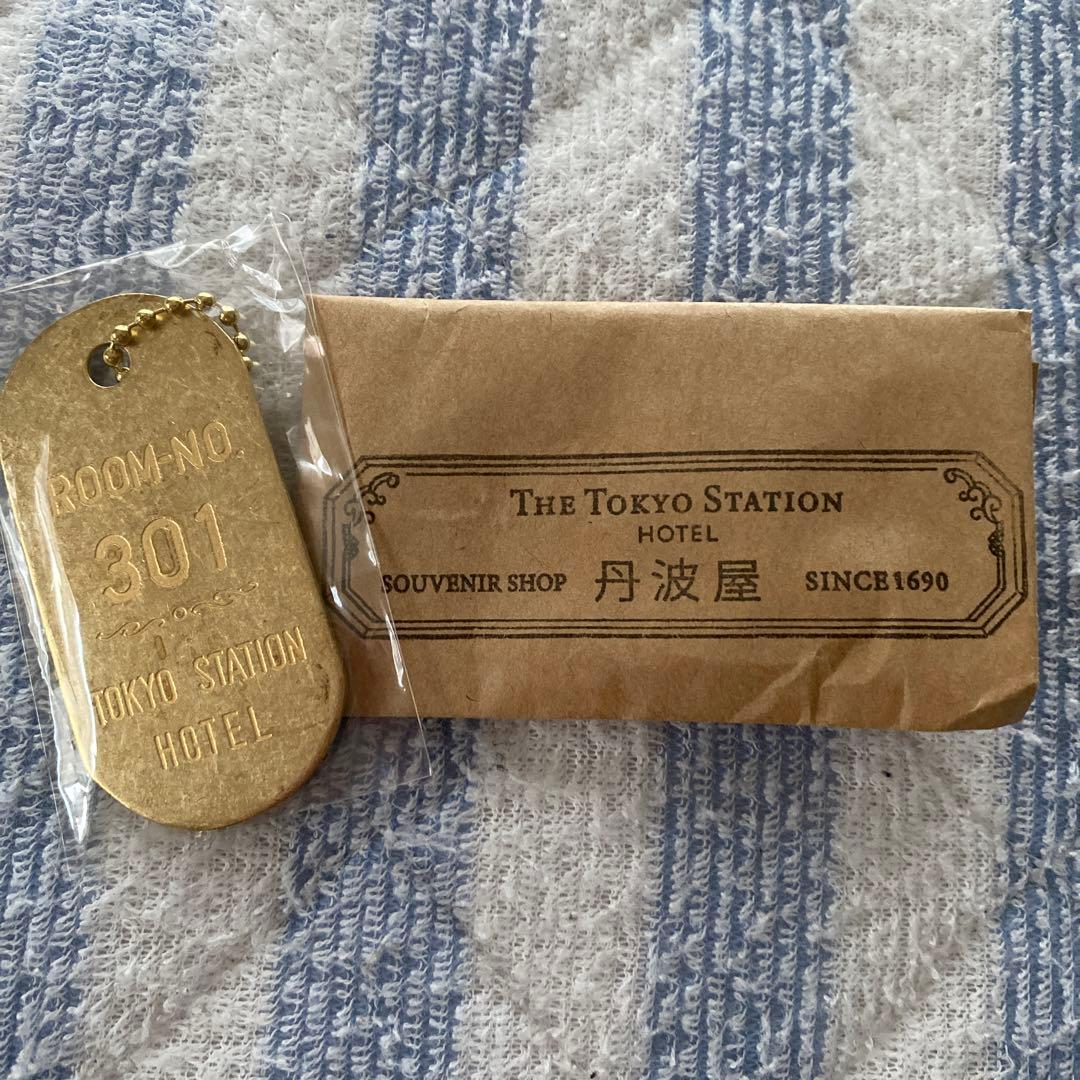 ROOM-NO.
301
TOKYO STATION
HOTEL
THE TOKYO STATION
HOTEL
SOUVENIR SHOP 丹波屋 SINCE1690